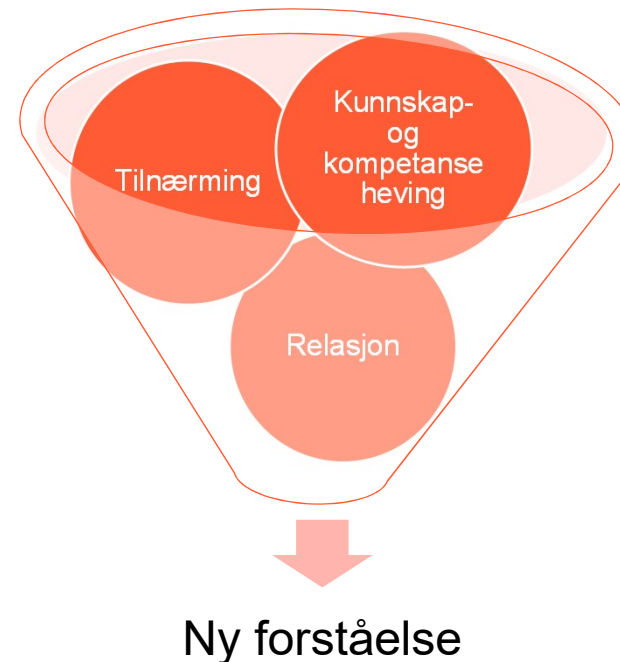 Kunnskap-
og
kompetanse
heving
Tilnærming
Relasjon
Ny forståelse